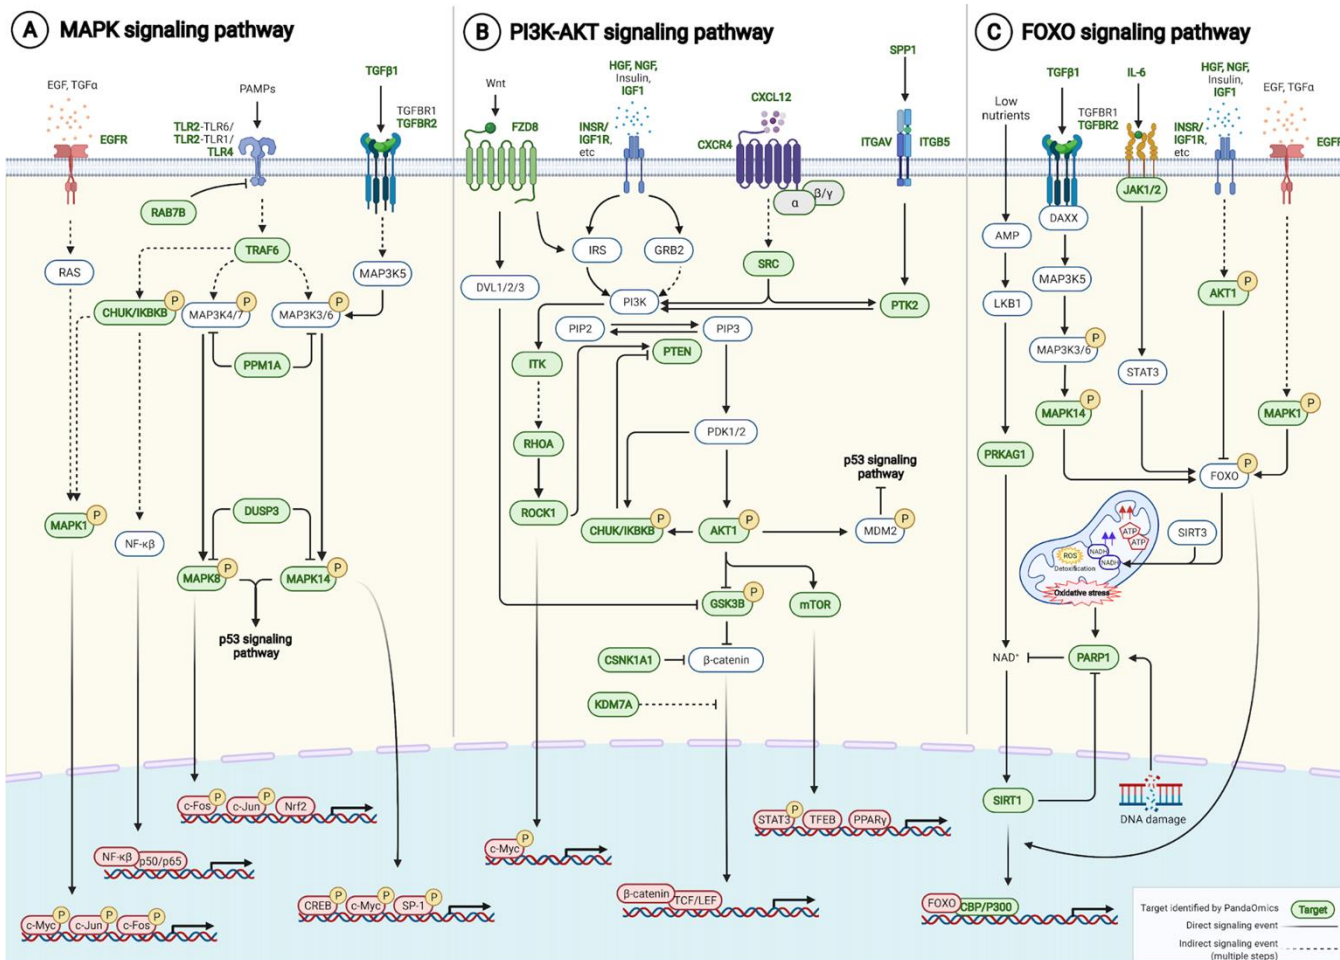 A MAPK signaling pathway
EGF, TGFα
EGFR
PAMPs
TLR2-TLR6/
TLR2-TLR1/
TLR4
TGFβ1
TGFBR1
TGFBR2
RAB7B
TRAF6
RAS
MAP3K5
CHUK/IKBKB
P
MAP3K4/7
P
MAP3K3/6
P
PPM1A
DUSP3
MAPK1
P
NF-κβ
MAPK8
P
MAPK14
P
p53 signaling
pathway
c-Fos
P
c-Jun
P
Nrf2
NF-κβ
p50/p65
CREB
P
c-Myc
P
SP-1
P
c-Myc
P
c-Jun
P
c-Fos
P
B PI3K-AKT signaling pathway
Wnt
FZD8
HGF, NGF,
Insulin,
IGF1
INSR/
IGF1R,
etc
CXCL12
CXCR4
α
β/γ
SPP1
ITGAV
ITGB5
IRS
GRB2
SRC
DVL1/2/3
PI3K
PTK2
PIP2
PIP3
ITK
PTEN
PDK1/2
RHOA
p53 signaling
pathway
ROCK1
CHUK/IKBKB
P
AKT1
P
MDM2
P
GSK3B
P
mTOR
CSNK1A1
β-catenin
KDM7A
STAT3
P
TFEB
PPARγ
c-Myc
P
β-catenin
TCF/LEF
C FOXO signaling pathway
Low
nutrients
TGFβ1
TGFBR1
TGFBR2
IL-6
HGF, NGF,
Insulin,
IGF1
INSR/
IGF1R,
etc
EGF, TGFα
EGFR
JAK1/2
DAXX
AMP
MAP3K5
AKT1
P
LKB1
MAP3K3/6
P
STAT3
MAPK14
P
MAPK1
P
PRKAG1
FOXO
P
ATP
ATP
SIRT3
ROS
Detoxification
NADH
NADH
Oxidative stress
NAD⁺
PARP1
SIRT1
DNA damage
FOXO
CBP/P300
Target identified by PandaOmics
Target
Direct signaling event
Indirect signaling event
(multiple steps)